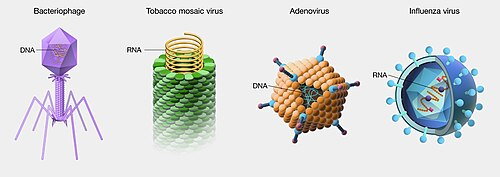 Bacteriophage
DNA
Tobacco mosaic virus
RNA
Adenovirus
DNA
Influenza virus
RNA